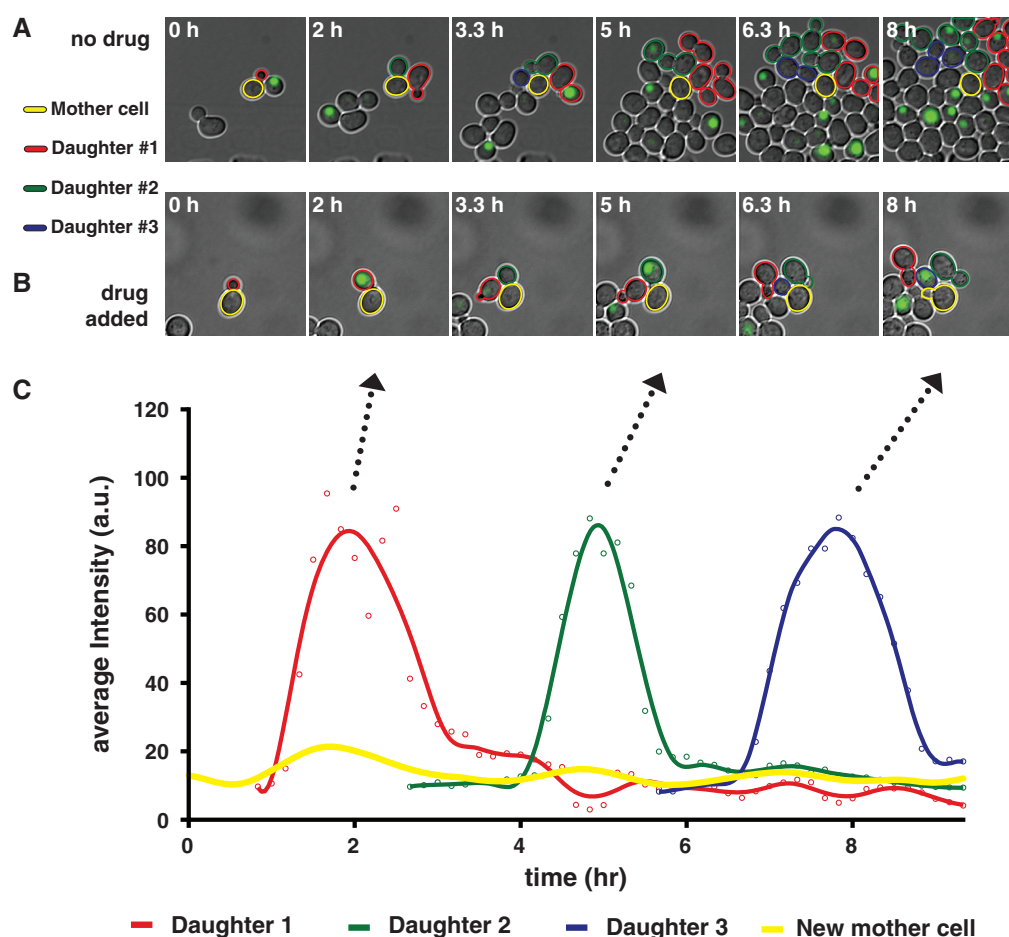 A
no drug
0 h
2 h
3.3 h
5 h
6.3 h
8 h
Mother cell
Daughter #1
Daughter #2
Daughter #3
B
drug
added
0 h
2 h
3.3 h
5 h
6.3 h
8 h
C
average Intensity (a.u.)
120
100
80
60
40
20
0
0
2
4
6
8
time (hr)
Daughter 1
Daughter 2
Daughter 3
New mother cell